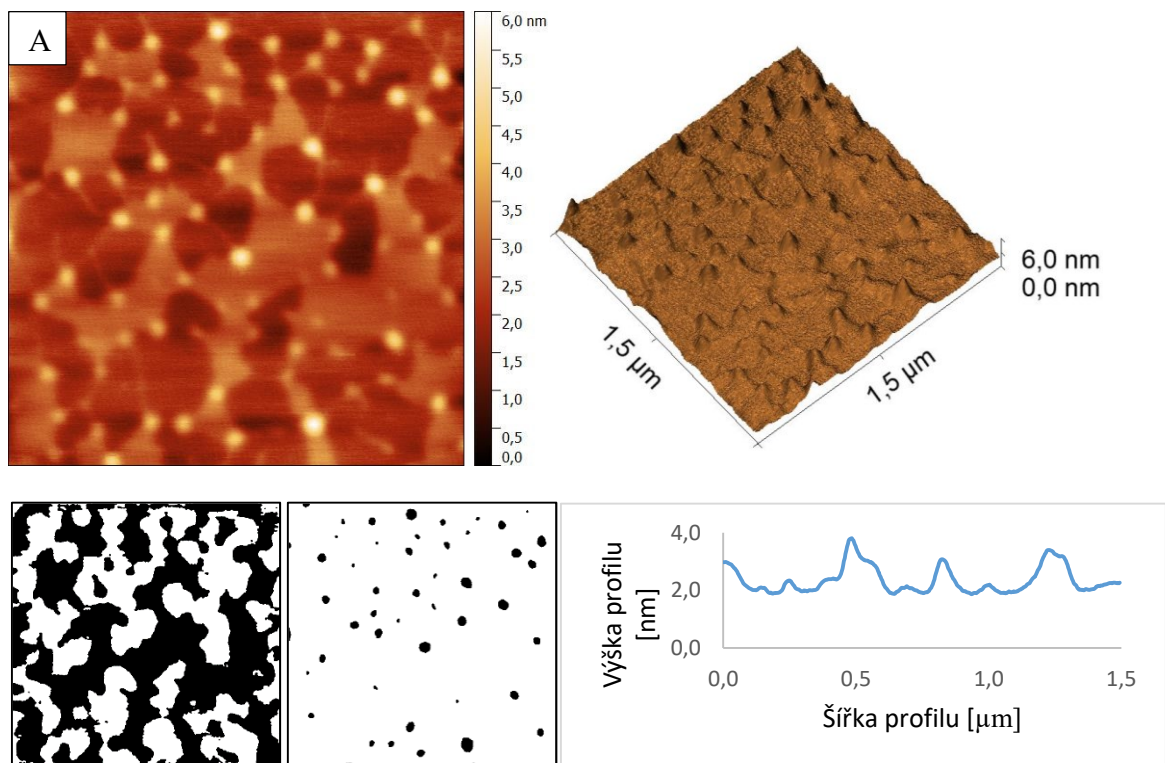 A
6,0 nm
5,5
5,0
4,5
4,0
3,5
3,0
2,5
2,0
1,5
1,0
0,5
0,0
6,0 nm
0,0 nm
1,5 µm
1,5 µm
Výška profilu
[nm]
4,0
2,0
0,0
0,0
0,5
1,0
1,5
Šířka profilu [µm]